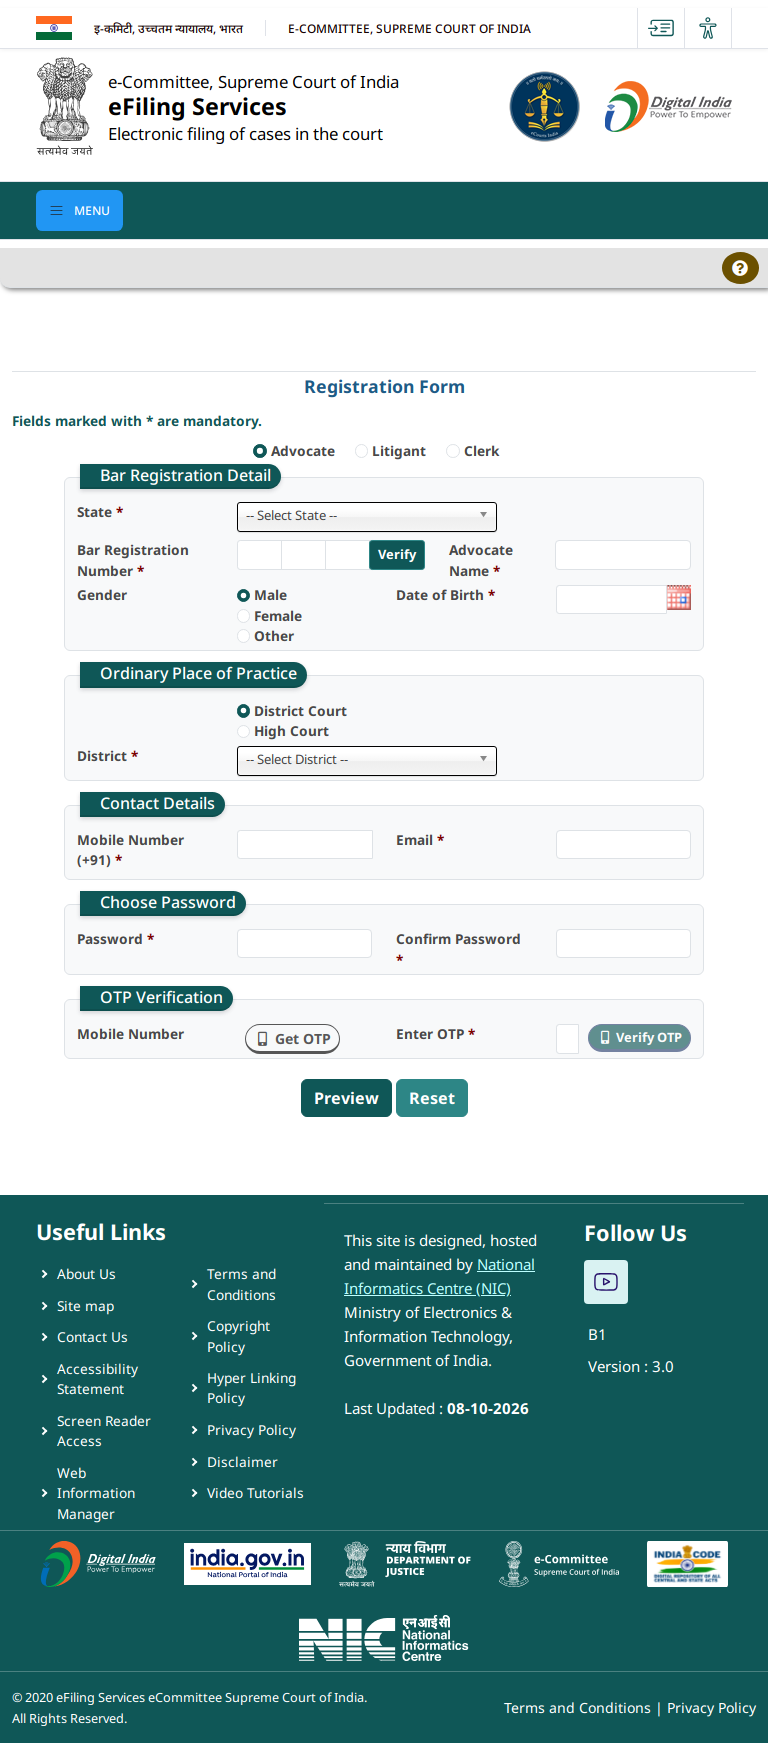 इ-कमिटी, उच्चतम न्यायालय, भारत
E-COMMITTEE, SUPREME COURT OF INDIA
सत्यमेव जयते
e-Committee, Supreme Court of India
eFiling Services
Electronic filing of cases in the court
Digital India
Power To Empower
MENU
Registration Form
Fields marked with * are mandatory.
Advocate Litigant Clerk
Bar Registration Detail
State *
-- Select State --
Bar Registration
Number *
Verify
Advocate
Name *
Gender
Male
Female
Other
Date of Birth *
Ordinary Place of Practice
District Court
High Court
District *
-- Select District --
Contact Details
Mobile Number
(+91) *
Email *
Choose Password
Password *
Confirm Password
*
OTP Verification
Mobile Number
Get OTP
Enter OTP *
Verify OTP
Preview Reset
Useful Links
About Us
Site map
Contact Us
Accessibility
Statement
Screen Reader
Access
Web
Information
Manager
Terms and
Conditions
Copyright
Policy
Hyper Linking
Policy
Privacy Policy
Disclaimer
Video Tutorials
This site is designed, hosted
and maintained by National
Informatics Centre (NIC)
Ministry of Electronics &
Information Technology,
Government of India.
Last Updated : 08-10-2026
Follow Us
B1
Version : 3.0
Digital India
Power To Empower
india.gov.in
National Portal of India
सत्यमेव जयते
न्याय विभाग
DEPARTMENT OF
JUSTICE
e-Committee
Supreme Court of India
INDIA CODE
DIGITAL REPOSITORY OF ALL
CENTRAL AND STATE ACTS
NIC
एनआईसी
National
Informatics
Centre
© 2020 eFiling Services eCommittee Supreme Court of India.
All Rights Reserved.
Terms and Conditions | Privacy Policy